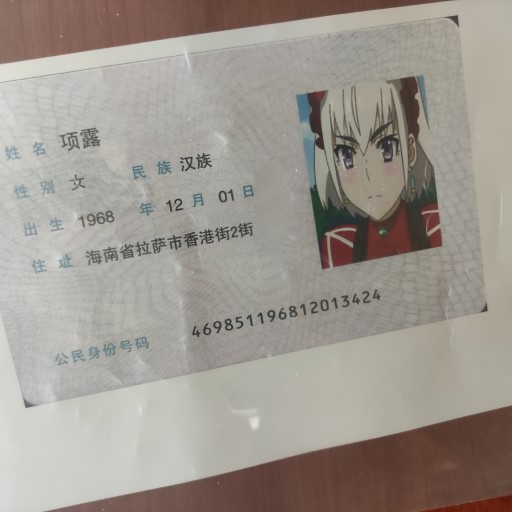 姓名 项露
性别 文 民族 汉族
出生 1968 年 12 月 01 日
住址 海南省拉萨市香港街2街
公民身份号码 469851196812013424